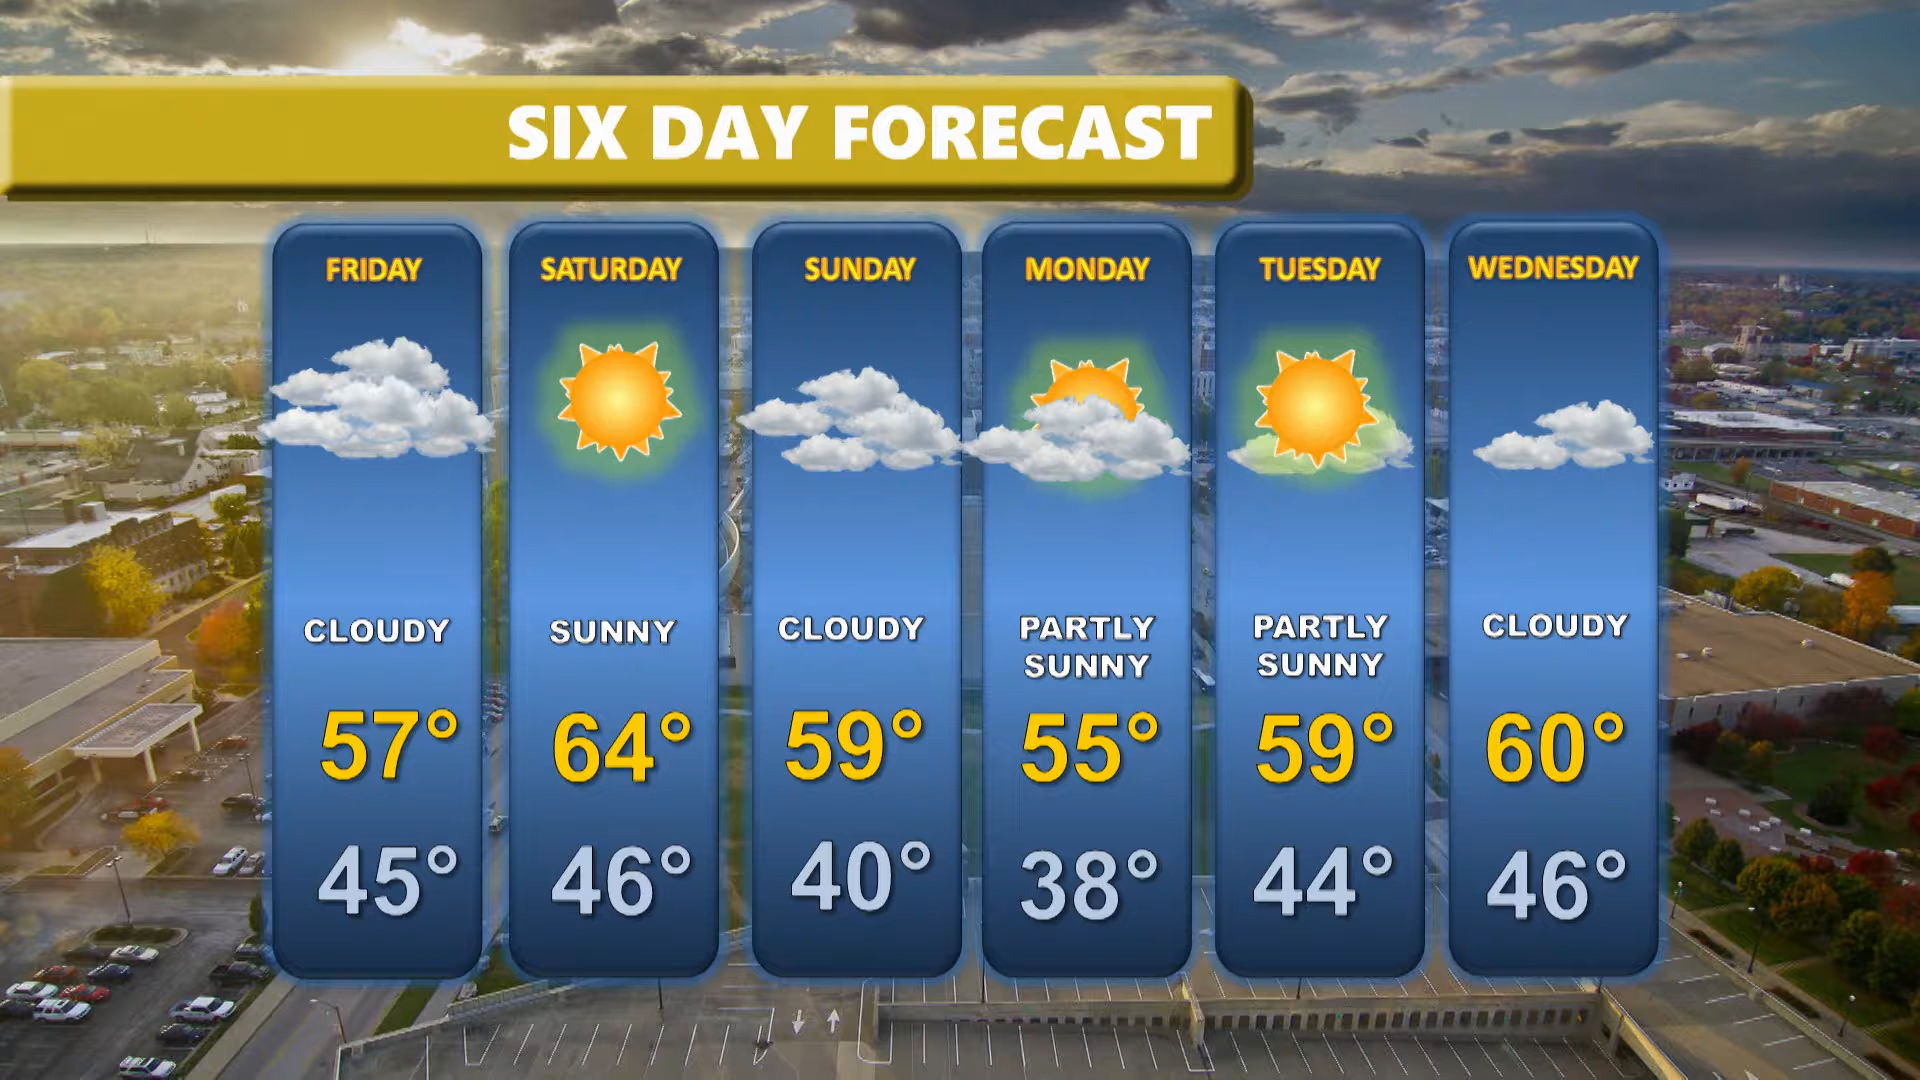 SIX DAY FORECAST
FRIDAY
CLOUDY
57°
45°
SATURDAY
SUNNY
64°
46°
SUNDAY
CLOUDY
59°
40°
MONDAY
PARTLY
SUNNY
55°
38°
TUESDAY
PARTLY
SUNNY
59°
44°
WEDNESDAY
CLOUDY
60°
46°